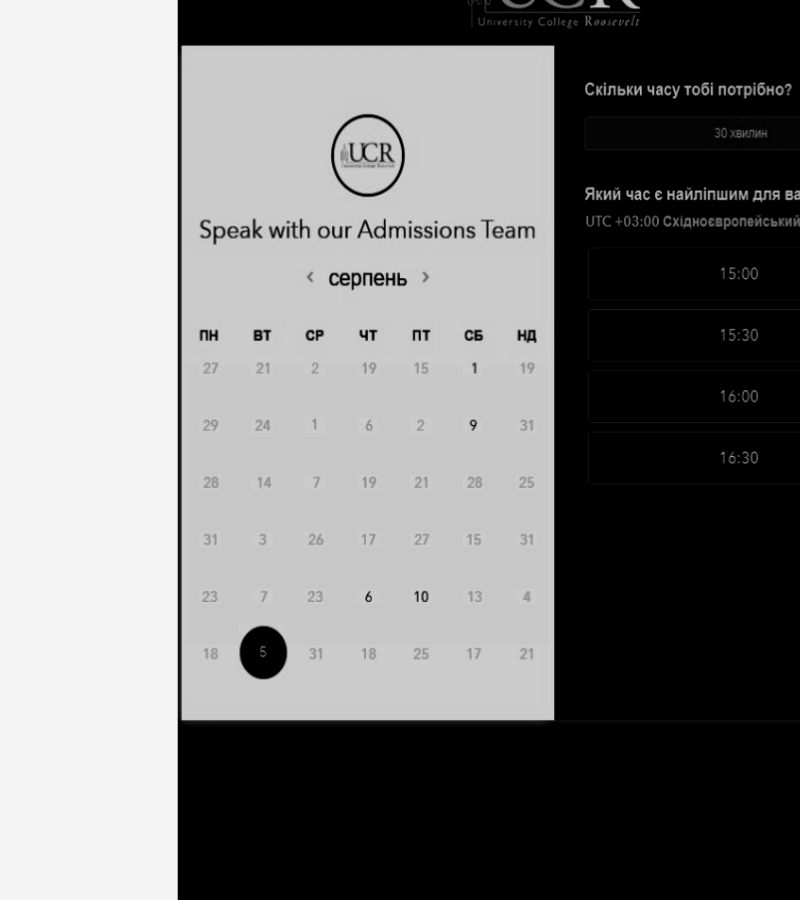 UCR
University College Roosevelt
UCR
Speak with our Admissions Team
серпень
ПН ВТ СР ЧТ ПТ СБ НД
27 21 2 19 15 1 19
29 24 1 6 2 9 31
28 14 7 19 21 28 25
31 3 26 17 27 15 31
23 7 23 6 10 13 4
18 5 31 18 25 17 21
Скільки часу тобі потрібно?
30 хвилин
Який час є найліпшим для ва
UTC +03:00 Східноєвропейський
15:00
15:30
16:00
16:30